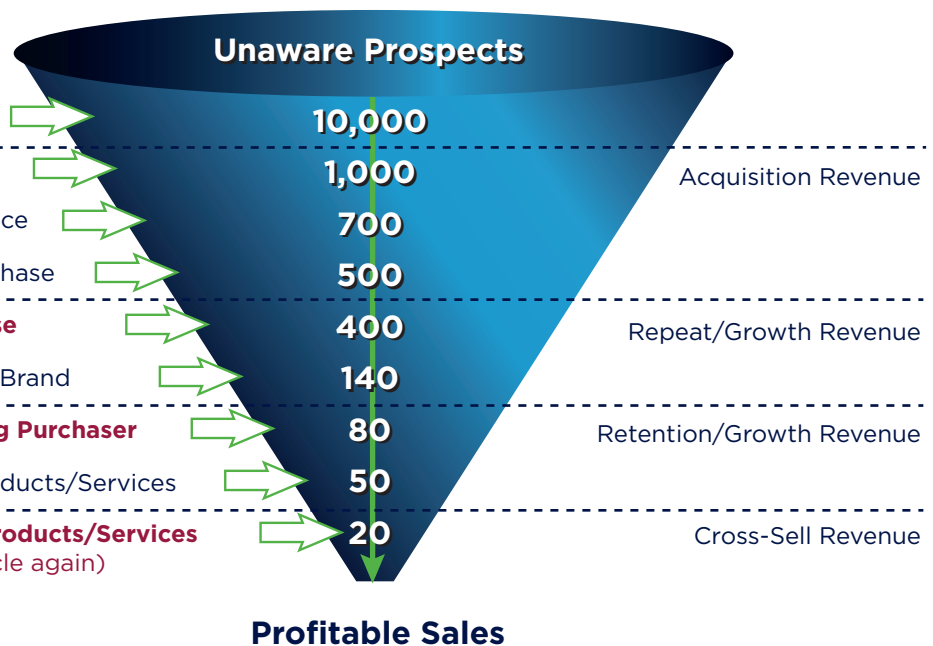 Unaware Prospects
10,000
1,000
Acquisition Revenue
ce 700
hase 500
se 400
Repeat/Growth Revenue
Brand 140
g Purchaser 80
Retention/Growth Revenue
ducts/Services 50
roducts/Services 20
Cross-Sell Revenue
cle again)
Profitable Sales